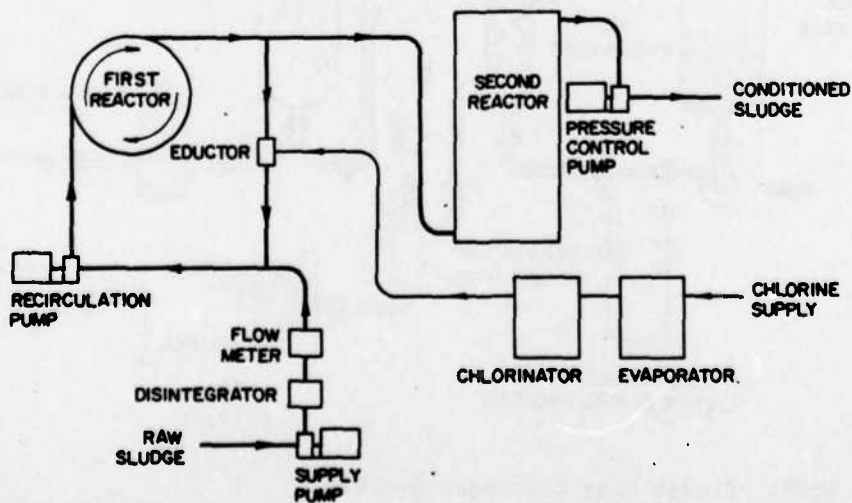 FIRST
REACTOR
EDUCTOR
SECOND
REACTOR
PRESSURE
CONTROL
PUMP
CONDITIONED
SLUDGE
RECIRCULATION
PUMP
FLOW
METER
DISINTEGRATOR
RAW
SLUDGE
SUPPLY
PUMP
CHLORINATOR
EVAPORATOR.
CHLORINE
SUPPLY